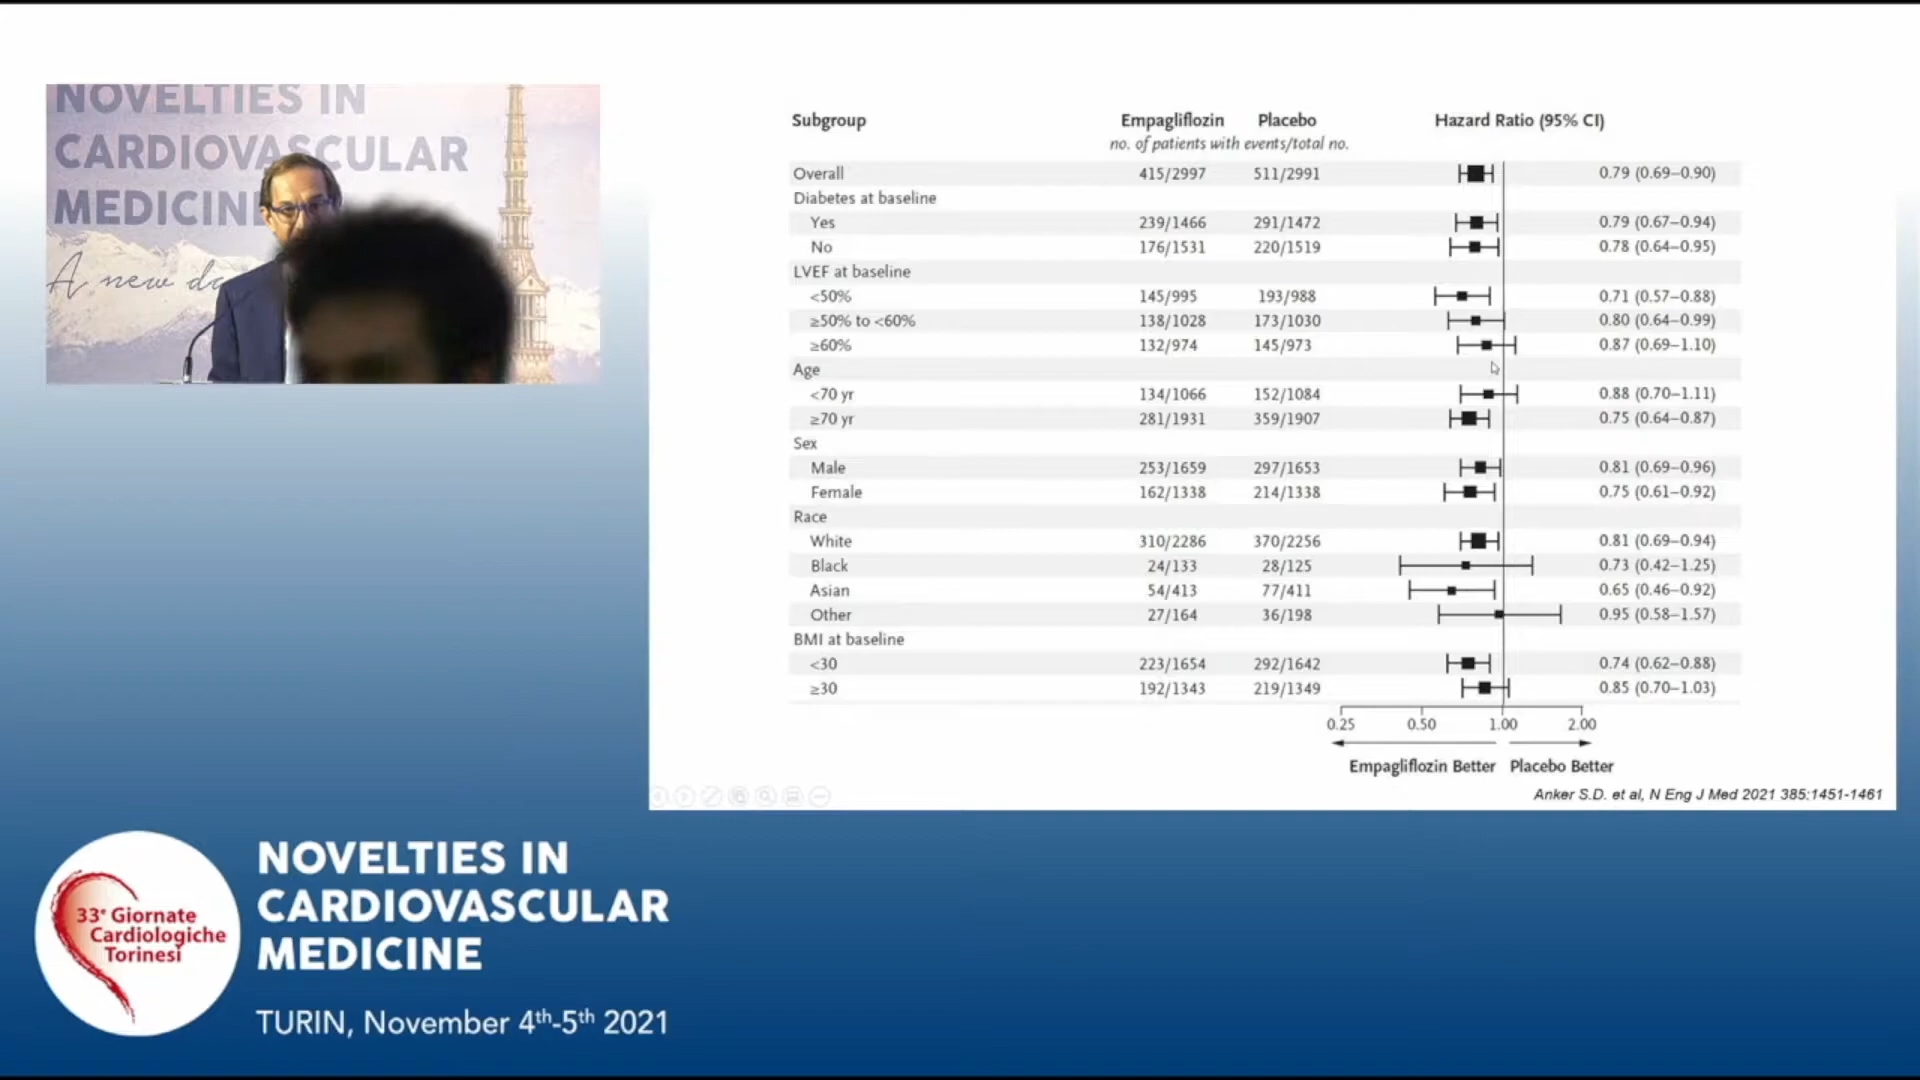 NOVELTIES IN
CARDIOVASCULAR
MEDICINE
A new da
Subgroup Empagliflozin Placebo Hazard Ratio (95% CI)
no. of patients with events/total no.
Overall 415/2997 511/2991 0.79 (0.69–0.90)
Diabetes at baseline
Yes 239/1466 291/1472 0.79 (0.67–0.94)
No 176/1531 220/1519 0.78 (0.64–0.95)
LVEF at baseline
<50% 145/995 193/988 0.71 (0.57–0.88)
≥50% to <60% 138/1028 173/1030 0.80 (0.64–0.99)
≥60% 132/974 145/973 0.87 (0.69–1.10)
Age
<70 yr 134/1066 152/1084 0.88 (0.70–1.11)
≥70 yr 281/1931 359/1907 0.75 (0.64–0.87)
Sex
Male 253/1659 297/1653 0.81 (0.69–0.96)
Female 162/1338 214/1338 0.75 (0.61–0.92)
Race
White 310/2286 370/2256 0.81 (0.69–0.94)
Black 24/133 28/125 0.73 (0.42–1.25)
Asian 54/413 77/411 0.65 (0.46–0.92)
Other 27/164 36/198 0.95 (0.58–1.57)
BMI at baseline
<30 223/1654 292/1642 0.74 (0.62–0.88)
≥30 192/1343 219/1349 0.85 (0.70–1.03)
0.25 0.50 1.00 2.00
Empagliflozin Better Placebo Better
Anker S.D. et al, N Eng J Med 2021 385:1451-1461
33e Giornate
Cardiologiche
Torinesi
NOVELTIES IN
CARDIOVASCULAR
MEDICINE
TURIN, November 4th-5th 2021